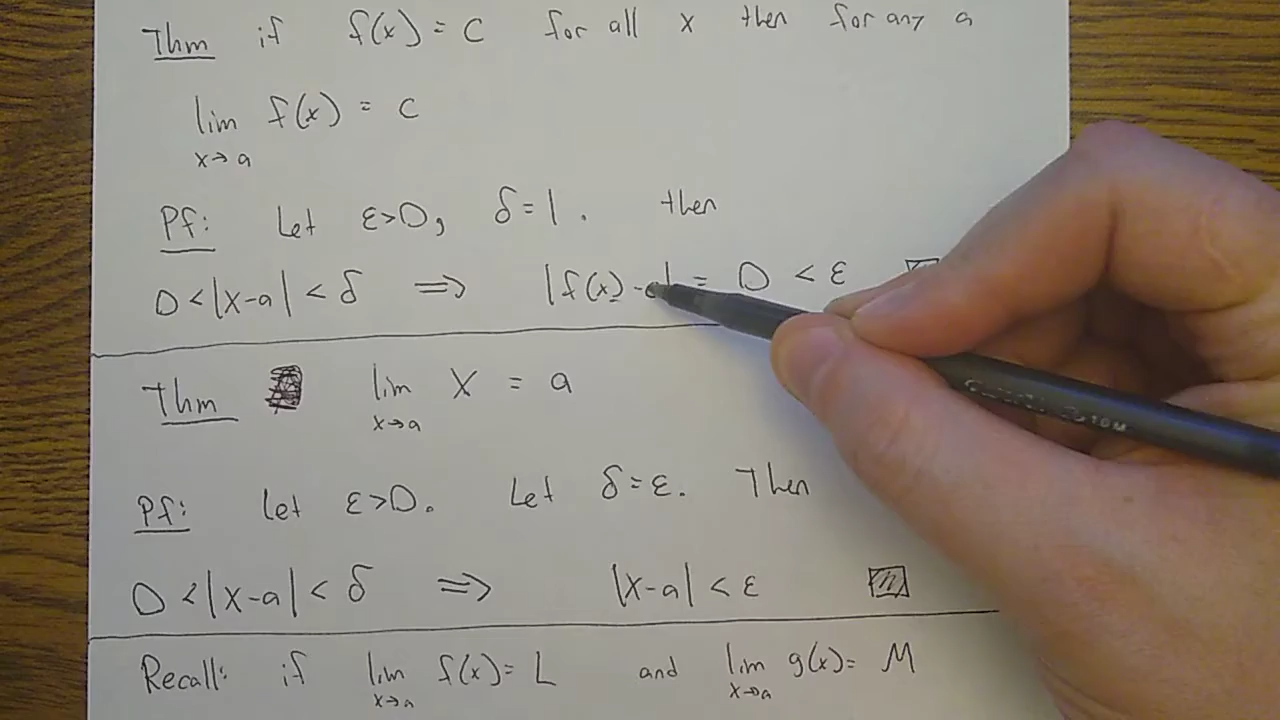 Thm if f(x) = c for all x then for any a
lim f(x) = c
x→a
Pf: Let ε>0, δ=1. then
0<|x-a|<δ ⟹ |f(x)-c| = 0 < ε
Thm lim x = a
x→a
Pf: Let ε>0. Let δ=ε. Then
0<|x-a|<δ ⟹ |x-a|<ε
Recall: if lim f(x)=L and lim g(x)=M
x→a x→a